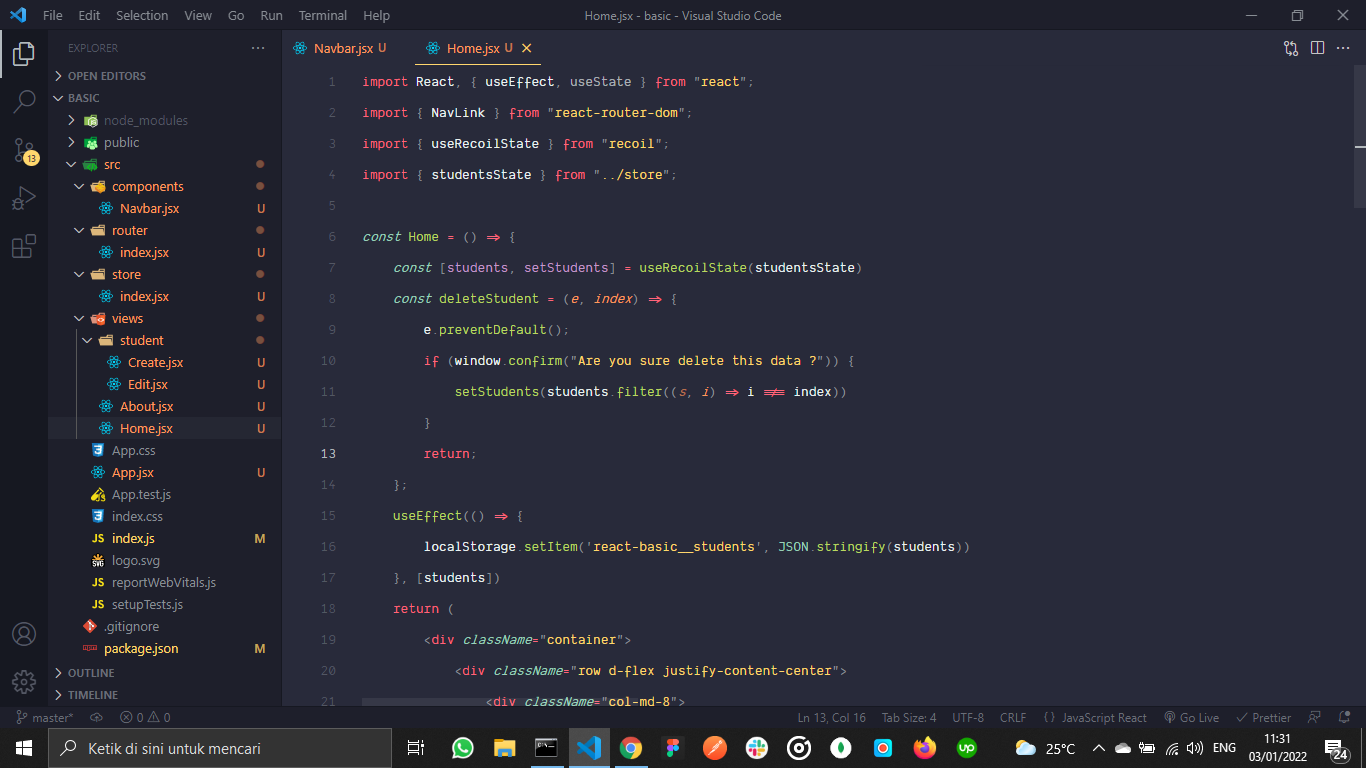 File Edit Selection View Go Run Terminal Help Home.jsx - basic - Visual Studio Code
EXPLORER
OPEN EDITORS
BASIC
node_modules
public
src
components
Navbar.jsx U
router
index.jsx U
store
index.jsx U
views
student
Create.jsx U
Edit.jsx U
About.jsx U
Home.jsx U
App.css
App.jsx U
App.test.js
index.css
JS index.js M
SVG logo.svg
JS reportWebVitals.js
JS setupTests.js
.gitignore
package.json M
OUTLINE
TIMELINE
13
Navbar.jsx U Home.jsx U
1 import React, { useEffect, useState } from "react";
2 import { NavLink } from "react-router-dom";
3 import { useRecoilState } from "recoil";
4 import { studentsState } from "../store";
5
6 const Home = () => {
7 const [students, setStudents] = useRecoilState(studentsState)
8 const deleteStudent = (e, index) => {
9 e.preventDefault();
10 if (window.confirm("Are you sure delete this data ?")) {
11 setStudents(students.filter((s, i) => i !== index))
12 }
13 return;
14 };
15 useEffect(() => {
16 localStorage.setItem('react-basic__students', JSON.stringify(students))
17 }, [students])
18 return (
19 <div className="container">
20 <div className="row d-flex justify-content-center">
21 <div className="col-md-8">
master* 0 0 Ln 13, Col 16 Tab Size: 4 UTF-8 CRLF { } JavaScript React Go Live Prettier
Ketik di sini untuk mencari up 25°C ENG 11:31
03/01/2022 24